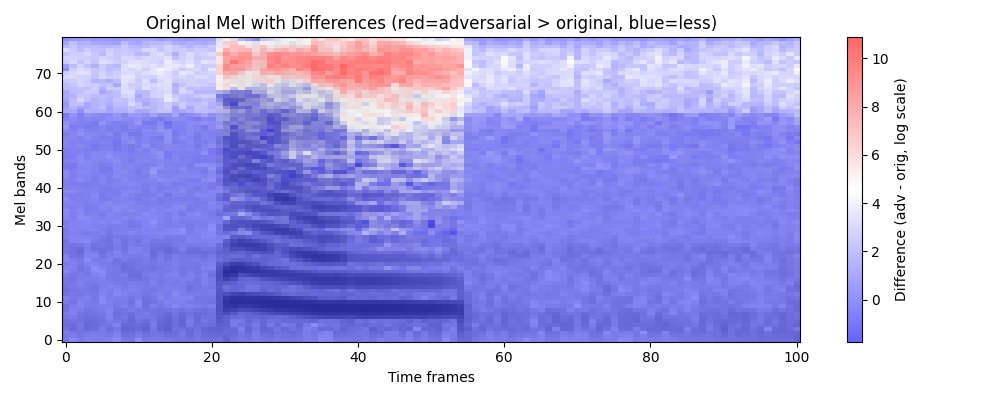 Original Mel with Differences (red=adversarial > original, blue=less)
70
60
50
40
30
20
10
0
Mel bands
0 20 40 60 80 100
Time frames
10
8
6
4
2
0
Difference (adv - orig, log scale)